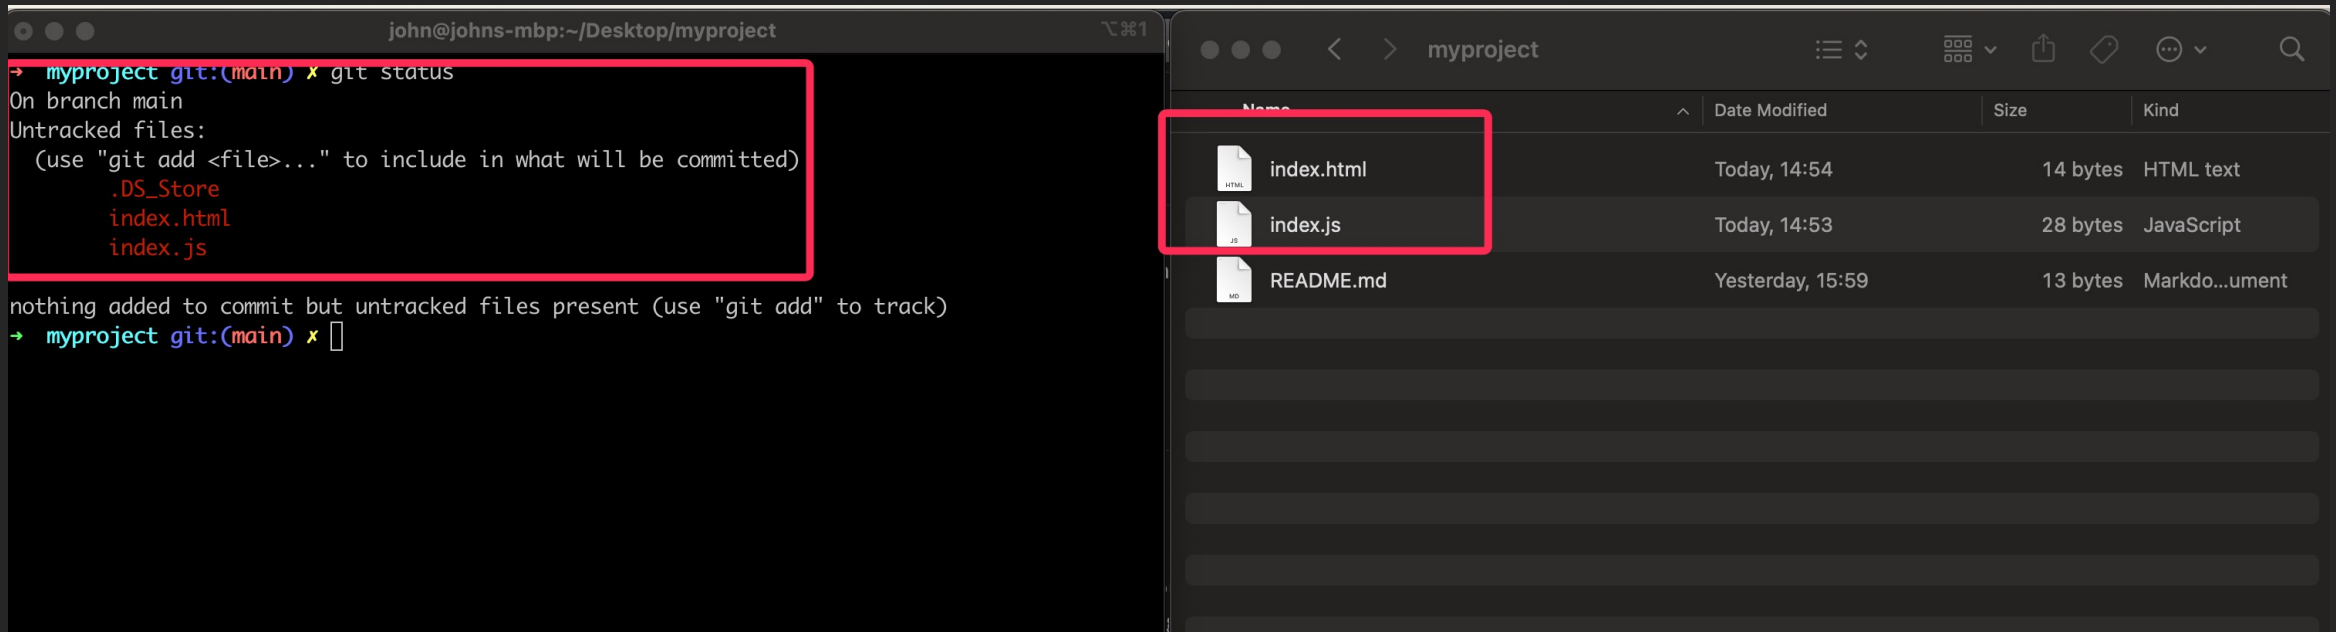 john@johns-mbp:~/Desktop/myproject
⌥⌘1
➜ myproject git:(main) ✗ git status
On branch main
Untracked files:
(use "git add <file>..." to include in what will be committed)
.DS_Store
index.html
index.js
nothing added to commit but untracked files present (use "git add" to track)
➜ myproject git:(main) ✗
myproject
Name Date Modified Size Kind
HTML index.html Today, 14:54 14 bytes HTML text
JS index.js Today, 14:53 28 bytes JavaScript
MD README.md Yesterday, 15:59 13 bytes Markdo...ument